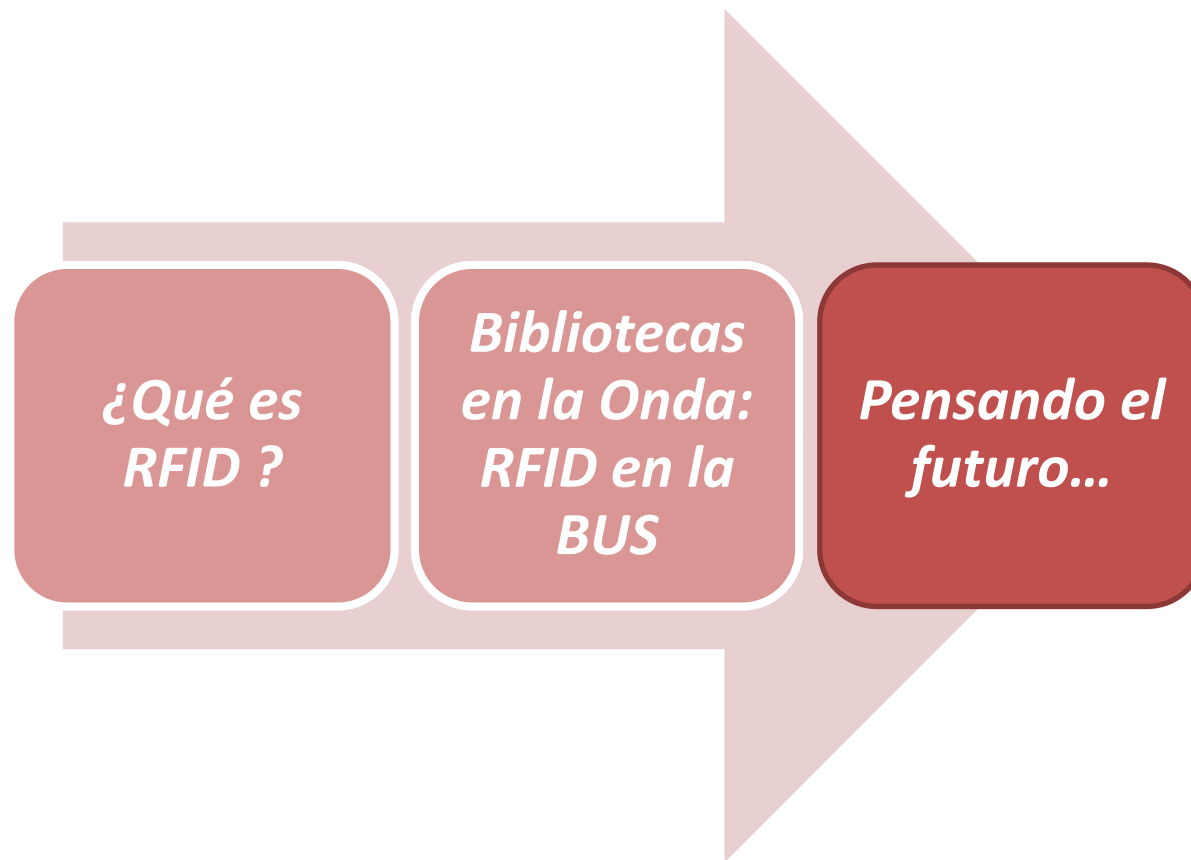 ¿Qué es
RFID ?
Bibliotecas
en la Onda:
RFID en la
BUS
Pensando el
futuro…